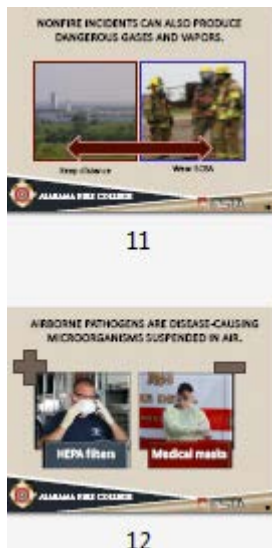 NONFIRE INCIDENTS CAN ALSO PRODUCE
DANGEROUS GASES AND VAPORS.
Keep distance
Wear SCBA
ALABAMA FIRE COLLEGE
11
AIRBORNE PATHOGENS ARE DISEASE-CAUSING
MICROORGANISMS SUSPENDED IN AIR.
HEPA filters
Medical masks
ALABAMA FIRE COLLEGE
12